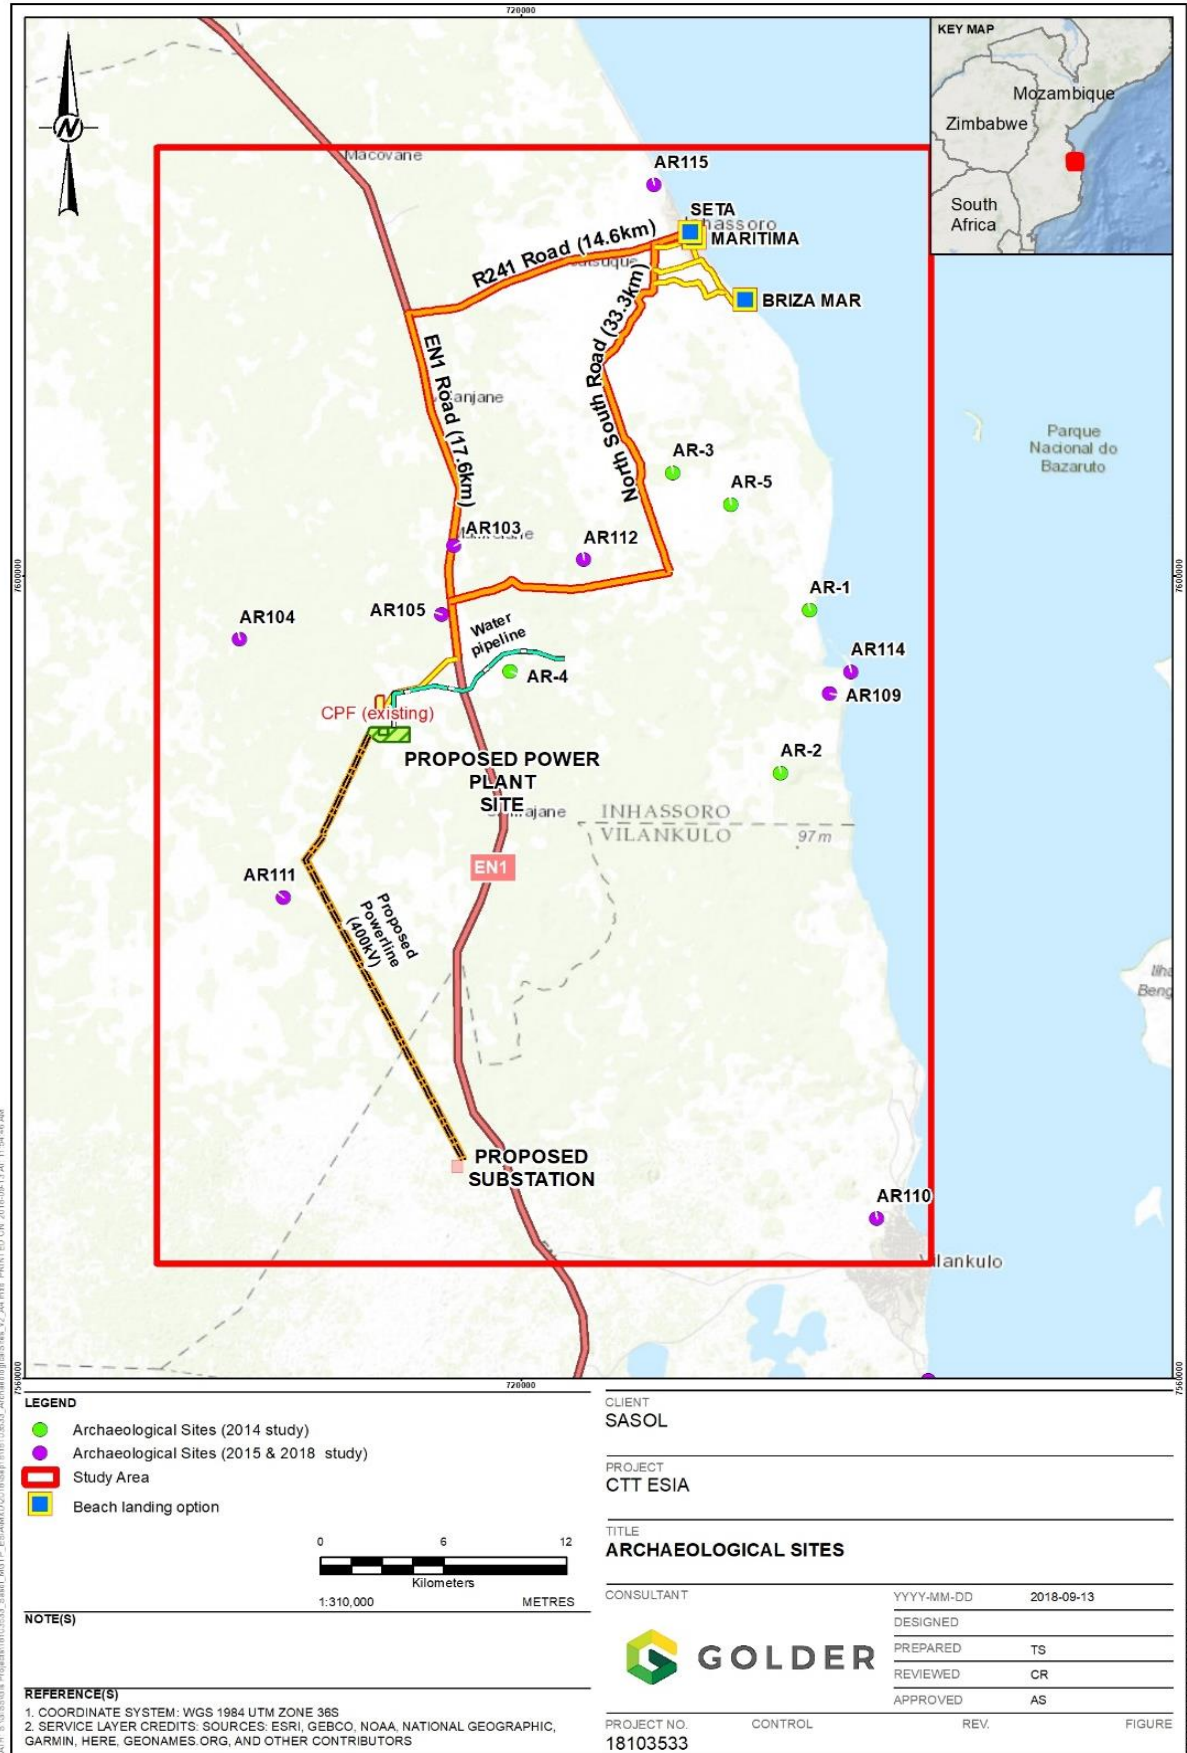 720000
KEY MAP
Mozambique
Zimbabwe
South
Africa
N
Macovane
AR115
SETA
MARITIMA
R241 Road (14.6km)
BRIZA MAR
North South Road (33.3km)
EN1 Road (17.6km)
Parque
Nacional do
Bazaruto
AR-3
AR-5
AR103
AR112
7600000
7600000
AR-1
AR105
AR104
Water
pipeline
AR114
AR-4
AR109
CPF (existing)
AR-2
PROPOSED POWER
PLANT
SITE
INHASSORO
VILANKULO
97 m
EN1
AR111
Proposed
Powerline
(400kV)
Ilha
Beng
PROPOSED
SUBSTATION
AR110
Vilankulo
7560000
7560000
720000
LEGEND
Archaeological Sites (2014 study)
Archaeological Sites (2015 & 2018 study)
Study Area
Beach landing option
0 6 12
Kilometers
1:310,000 METRES
NOTE(S)
REFERENCE(S)
1. COORDINATE SYSTEM: WGS 1984 UTM ZONE 36S
2. SERVICE LAYER CREDITS: SOURCES: ESRI, GEBCO, NOAA, NATIONAL GEOGRAPHIC,
GARMIN, HERE, GEONAMES.ORG, AND OTHER CONTRIBUTORS
CLIENT
SASOL
PROJECT
CTT ESIA
TITLE
ARCHAEOLOGICAL SITES
CONSULTANT
GOLDER
YYYY-MM-DD 2018-09-13
DESIGNED
PREPARED TS
REVIEWED CR
APPROVED AS
PROJECT NO. CONTROL REV. FIGURE
18103533